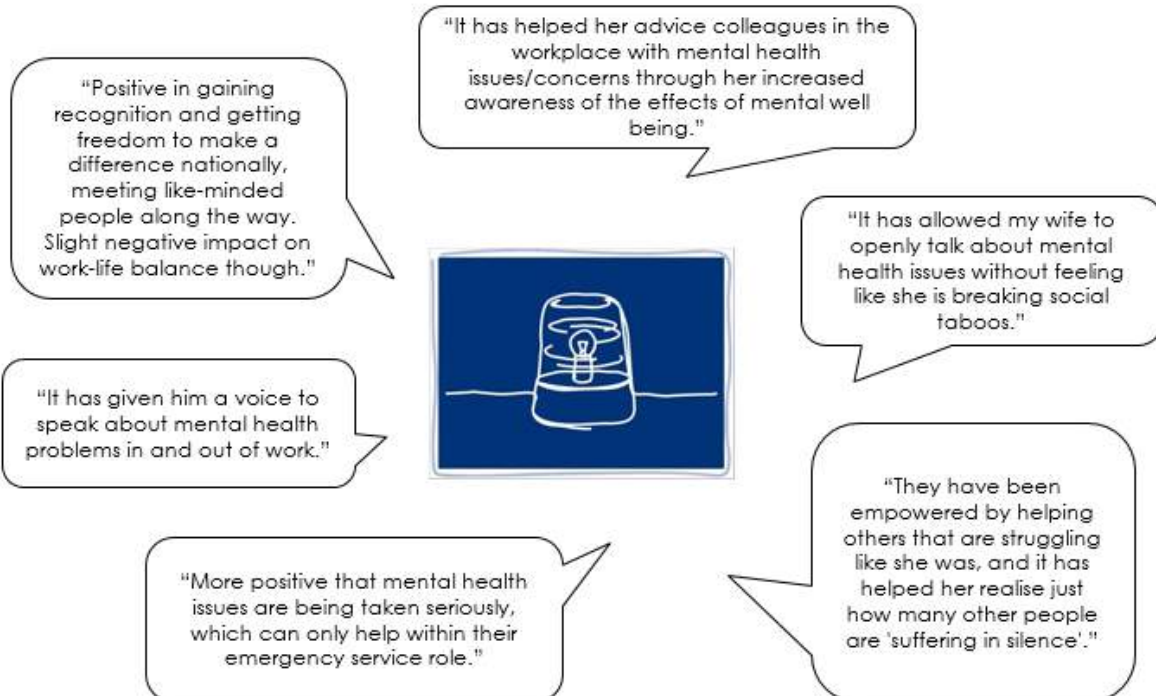 “It has helped her advice colleagues in the
workplace with mental health
issues/concerns through her increased
awareness of the effects of mental well
being.”
“Positive in gaining
recognition and getting
freedom to make a
difference nationally,
meeting like-minded
people along the way.
Slight negative impact on
work-life balance though.”
“It has allowed my wife to
openly talk about mental
health issues without feeling
like she is breaking social
taboos.”
“It has given him a voice to
speak about mental health
problems in and out of work.”
“They have been
empowered by helping
others that are struggling
like she was, and it has
helped her realise just
how many other people
are 'suffering in silence'.”
“More positive that mental health
issues are being taken seriously,
which can only help within their
emergency service role.”